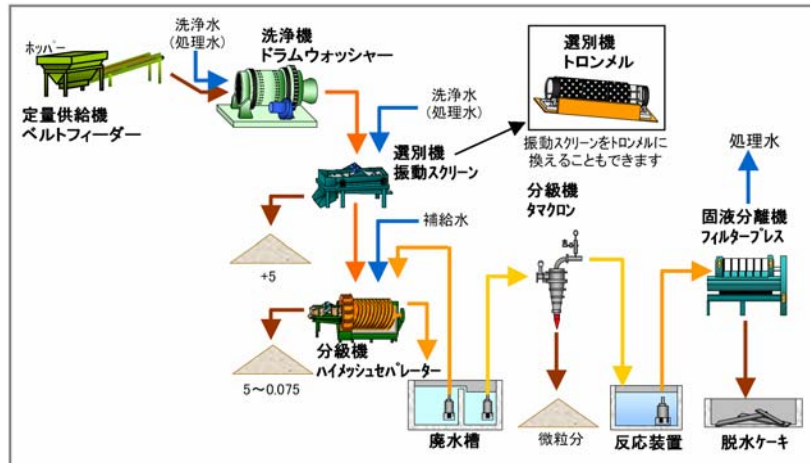 ホッパー
定量供給機
ベルトフィーダー
洗浄水
(処理水)
洗浄機
ドラムウォッシャー
洗浄水
(処理水)
選別機
トロンメル
振動スクリーンをトロンメルに
換えることもできます
選別機
振動スクリーン
+5
補給水
分級機
ハイメッシュセパレーター
5～0.075
廃水槽
分級機
タマクロン
微粒分
反応装置
処理水
固液分離機
フィルタープレス
脱水ケーキ